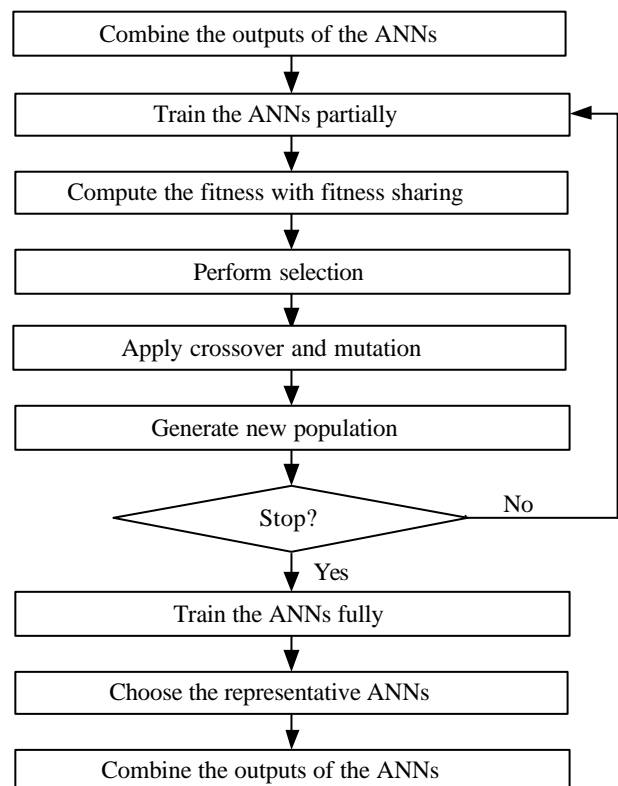 Combine the outputs of the ANNs
Train the ANNs partially
Compute the fitness with fitness sharing
Perform selection
Apply crossover and mutation
Generate new population
Stop?
No
Yes
Train the ANNs fully
Choose the representative ANNs
Combine the outputs of the ANNs